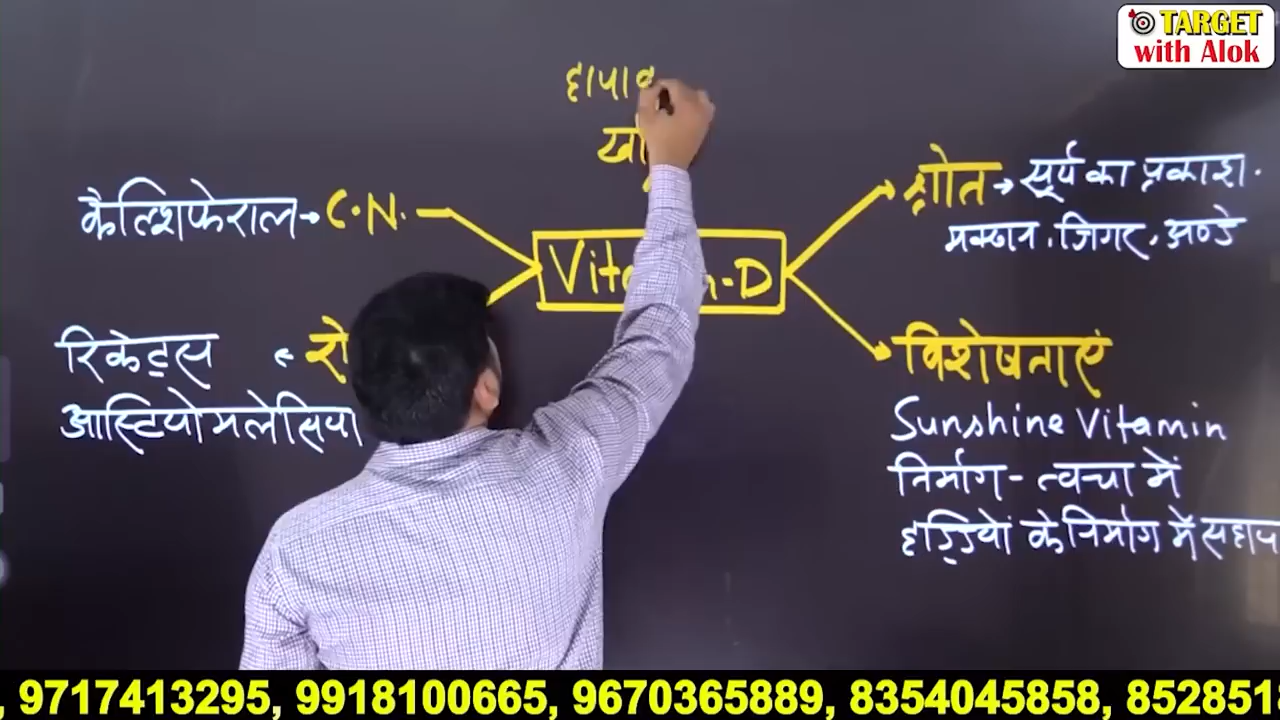 TARGET
with Alok
कैल्शिफेराल → C.N.
Vit
-D
स्रोत → सूर्य का प्रकाश.
मक्खन, जिगर, अण्डे
रिकेट्स ←
आस्टियोमलेसिया
विशेषताएं
Sunshine Vitamin
निर्माण - त्वचा में
हड्डियों के निर्माण में
9717413295, 9918100665, 9670365889, 8354045858, 852851